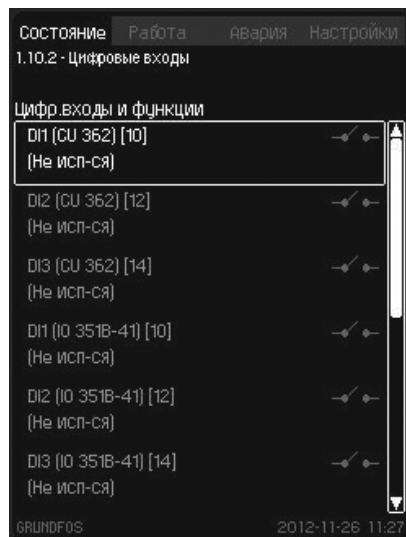 Состояние Работа Авария Настройки
1.10.2 - Цифровые входы
Цифр.входы и функции
DI1 (CU 362) [10]
(Не исп-ся)
DI2 (CU 362) [12]
(Не исп-ся)
DI3 (CU 362) [14]
(Не исп-ся)
DI1 (IO 351B-41) [10]
(Не исп-ся)
DI2 (IO 351B-41) [12]
(Не исп-ся)
DI3 (IO 351B-41) [14]
(Не исп-ся)
GRUNDFOS 2012-11-26 11:27